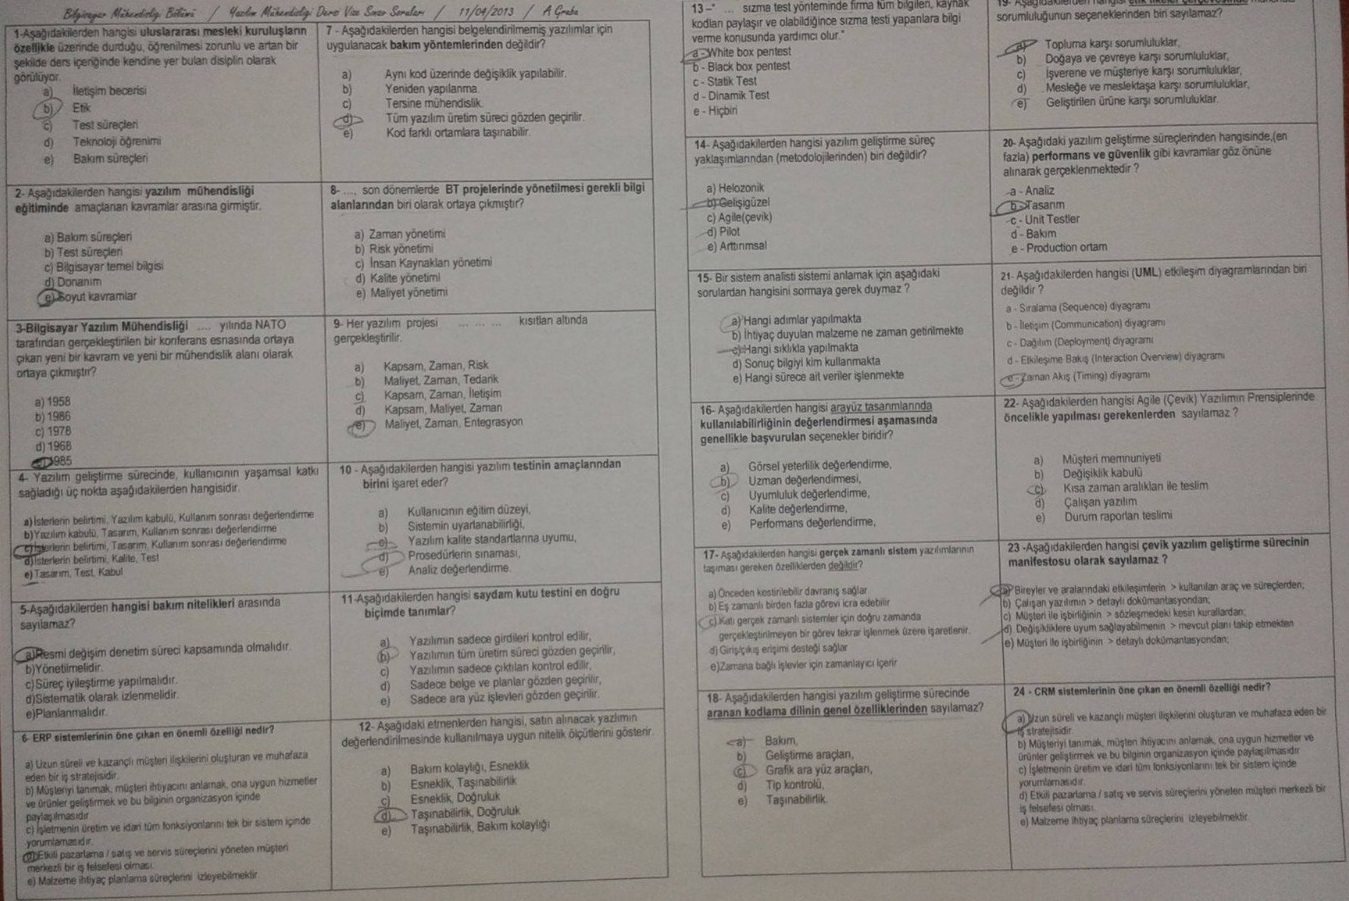 Bilgisayar Mühendisliği Bölümü / Yazılım Mühendisliği Dersi Vize Sınav Soruları / 11/04/2013 / A Grubu
1-Aşağıdakilerden hangisi uluslararası mesleki kuruluşların
özellikle üzerinde durduğu, öğrenilmesi zorunlu ve artan bir
şekilde ders içeriğinde kendine yer bulan disiplin olarak
görülüyor.
a) İletişim becerisi
b) Etik
c) Test süreçleri
d) Teknoloji öğrenimi
e) Bakım süreçleri
2- Aşağıdakilerden hangisi yazılım mühendisliği
eğitiminde amaçlanan kavramlar arasına girmiştir.
a) Bakım süreçleri
b) Test süreçleri
c) Bilgisayar temel bilgisi
d) Donanım
e) Soyut kavramlar
3-Bilgisayar Yazılım Mühendisliği .... yılında NATO
tarafından gerçekleştirilen bir konferans esnasında ortaya
çıkan yeni bir kavram ve yeni bir mühendislik alanı olarak
ortaya çıkmıştır?
a) 1958
b) 1986
c) 1978
d) 1968
e) 1985
4- Yazılım geliştirme sürecinde, kullanıcının yaşamsal katkı
sağladığı üç nokta aşağıdakilerden hangisidir.
a) İsterlerin belirtimi, Yazılım kabulü, Kullanım sonrası değerlendirme
b) Yazılım kabulü, Tasarım, Kullanım sonrası değerlendirme
c) İsterlerin belirtimi, Tasarım, Kullanım sonrası değerlendirme
d) İsterlerin belirtimi, Kalite, Test
e) Tasarım, Test, Kabul
5-Aşağıdakilerden hangisi bakım nitelikleri arasında
sayılamaz?
a)Resmi değişim denetim süreci kapsamında olmalıdır.
b)Yönetilmelidir.
c)Süreç iyileştirme yapılmalıdır.
d)Sistematik olarak izlenmelidir.
e)Planlanmalıdır.
6- ERP sistemlerinin öne çıkan en önemli özelliği nedir?
a) Uzun süreli ve kazançlı müşteri ilişkilerini oluşturan ve muhafaza
eden bir iş stratejisidir.
b) Müşteriyi tanımak, müşteri ihtiyacını anlamak, ona uygun hizmetler
ve ürünler geliştirmek ve bu bilginin organizasyon içinde
paylaşılmasıdır
c) İşletmenin üretim ve idari tüm fonksiyonlarını tek bir sistem içinde
yorumlamasıdır.
d) Etkili pazarlama / satış ve servis süreçlerini yöneten müşteri
merkezli bir iş felsefesi olması.
e) Malzeme ihtiyaç planlama süreçlerini izleyebilmektir
7 - Aşağıdakilerden hangisi belgelendirilmemiş yazılımlar için
uygulanacak bakım yöntemlerinden değildir?
a) Aynı kod üzerinde değişiklik yapılabilir.
b) Yeniden yapılanma.
c) Tersine mühendislik.
d) Tüm yazılım üretim süreci gözden geçirilir.
e) Kod farklı ortamlara taşınabilir.
8- .... son dönemlerde BT projelerinde yönetilmesi gerekli bilgi
alanlarından biri olarak ortaya çıkmıştır?
a) Zaman yönetimi
b) Risk yönetimi
c) İnsan Kaynakları yönetimi
d) Kalite yönetimi
e) Maliyet yönetimi
9- Her yazılım projesi ... ... ... kısıtları altında
gerçekleştirilir.
a) Kapsam, Zaman, Risk
b) Maliyet, Zaman, Tedarik
c) Kapsam, Zaman, İletişim
d) Kapsam, Maliyet, Zaman
e) Maliyet, Zaman, Entegrasyon
10 - Aşağıdakilerden hangisi yazılım testinin amaçlarından
birini işaret eder?
a) Kullanıcının eğitim düzeyi,
b) Sistemin uyarlanabilirliği,
c) Yazılım kalite standartlarına uyumu,
d) Prosedürlerin sınaması,
e) Analiz değerlendirme.
11-Aşağıdakilerden hangisi saydam kutu testini en doğru
biçimde tanımlar?
a) Yazılımın sadece girdileri kontrol edilir,
b) Yazılımın tüm üretim süreci gözden geçirilir,
c) Yazılımın sadece çıktıları kontrol edilir,
d) Sadece belge ve planlar gözden geçirilir,
e) Sadece ara yüz işlevleri gözden geçirilir.
12- Aşağıdaki etmenlerden hangisi, satın alınacak yazılımın
değerlendirilmesinde kullanılmaya uygun nitelik ölçütlerini gösterir.
a) Bakım kolaylığı, Esneklik
b) Esneklik, Taşınabilirlik
c) Esneklik, Doğruluk
d) Taşınabilirlik, Doğruluk
e) Taşınabilirlik, Bakım kolaylığı
13 -" ... sızma test yönteminde firma tüm bilgileri, kaynak
kodları paylaşır ve olabildiğince sızma testi yapanlara bilgi
verme konusunda yardımcı olur."
a - White box pentest
b - Black box pentest
c - Statik Test
d - Dinamik Test
e - Hiçbiri
14- Aşağıdakilerden hangisi yazılım geliştirme süreç
yaklaşımlarından (metodolojilerinden) biri değildir?
a) Helozonik
b) Gelişigüzel
c) Agile(çevik)
d) Pilot
e) Artırımsal
15- Bir sistem analisti sistemi anlamak için aşağıdaki
sorulardan hangisini sormaya gerek duymaz ?
a) Hangi adımlar yapılmakta
b) İhtiyaç duyulan malzeme ne zaman getirilmekte
c) Hangi sıklıkla yapılmakta
d) Sonuç bilgiyi kim kullanmakta
e) Hangi sürece ait veriler işlenmekte
16- Aşağıdakilerden hangisi arayüz tasarımlarında
kullanılabilirliğinin değerlendirmesi aşamasında
genellikle başvurulan seçenekler biridir?
a) Görsel yeterlilik değerlendirme,
b) Uzman değerlendirmesi,
c) Uyumluluk değerlendirme,
d) Kalite değerlendirme,
e) Performans değerlendirme,
17- Aşağıdakilerden hangisi gerçek zamanlı sistem yazılımlarının
taşıması gereken özelliklerden değildir?
a) Önceden kestirilebilir davranış sağlar
b) Eş zamanlı birden fazla görevi icra edebilir
c) Katı gerçek zamanlı sistemler için doğru zamanda
gerçekleştirilmeyen bir görev tekrar işlenmek üzere işaretlenir.
d) Giriş/çıkış erişimi desteği sağlar
e)Zamana bağlı işlevler için zamanlayıcı içerir
18- Aşağıdakilerden hangisi yazılım geliştirme sürecinde
aranan kodlama dilinin genel özelliklerinden sayılamaz?
a) Bakım,
b) Geliştirme araçları,
c) Grafik ara yüz araçları,
d) Tip kontrolü,
e) Taşınabilirlik.
19- Aşağıdakilerden hangisi etik ilkeler çerçevesinde
sorumluluğunun seçeneklerinden biri sayılamaz?
a) Topluma karşı sorumluluklar,
b) Doğaya ve çevreye karşı sorumluluklar,
c) İşverene ve müşteriye karşı sorumluluklar,
d) Mesleğe ve meslektaşa karşı sorumluluklar,
e) Geliştirilen ürüne karşı sorumluluklar.
20- Aşağıdaki yazılım geliştirme süreçlerinden hangisinde,(en
fazla) performans ve güvenlik gibi kavramlar göz önüne
alınarak gerçeklenmektedir ?
a - Analiz
b - Tasarım
c - Unit Testler
d - Bakım
e - Production ortam
21- Aşağıdakilerden hangisi (UML) etkileşim diyagramlarından biri
değildir ?
a - Sıralama (Sequence) diyagramı
b - İletişim (Communication) diyagramı
c - Dağılım (Deployment) diyagramı
d - Etkileşime Bakış (Interaction Overview) diyagramı
e - Zaman Akış (Timing) diyagramı
22- Aşağıdakilerden hangisi Agile (Çevik) Yazılımın Prensiplerinde
öncelikle yapılması gerekenlerden sayılamaz ?
a) Müşteri memnuniyeti
b) Değişiklik kabulü
c) Kısa zaman aralıkları ile teslim
d) Çalışan yazılım
e) Durum raporları teslimi
23 -Aşağıdakilerden hangisi çevik yazılım geliştirme sürecinin
manifestosu olarak sayılamaz ?
a) Bireyler ve aralarındaki etkileşimlerin > kullanılan araç ve süreçlerden;
b) Çalışan yazılımın > detaylı dokümantasyondan;
c) Müşteri ile işbirliğinin > sözleşmedeki kesin kurallardan;
d) Değişikliklere uyum sağlayabilmenin > mevcut planı takip etmekten
e) Müşteri ile işbirliğinin > detaylı dokümantasyondan;
24 - CRM sistemlerinin öne çıkan en önemli özelliği nedir?
a) Uzun süreli ve kazançlı müşteri ilişkilerini oluşturan ve muhafaza eden bir
iş stratejisidir.
b) Müşteriyi tanımak, müşteri ihtiyacını anlamak, ona uygun hizmetler ve
ürünler geliştirmek ve bu bilginin organizasyon içinde paylaşılmasıdır
c) İşletmenin üretim ve idari tüm fonksiyonlarını tek bir sistem içinde
yorumlamasıdır.
d) Etkili pazarlama / satış ve servis süreçlerini yöneten müşteri merkezli bir
iş felsefesi olması.
e) Malzeme ihtiyaç planlama süreçlerini izleyebilmektir.